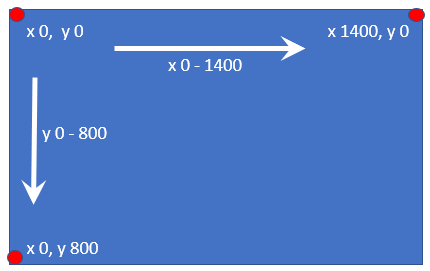 x 0,  y 0
x 1400, y 0
x 0 - 1400
y 0 - 800
x 0, y 800